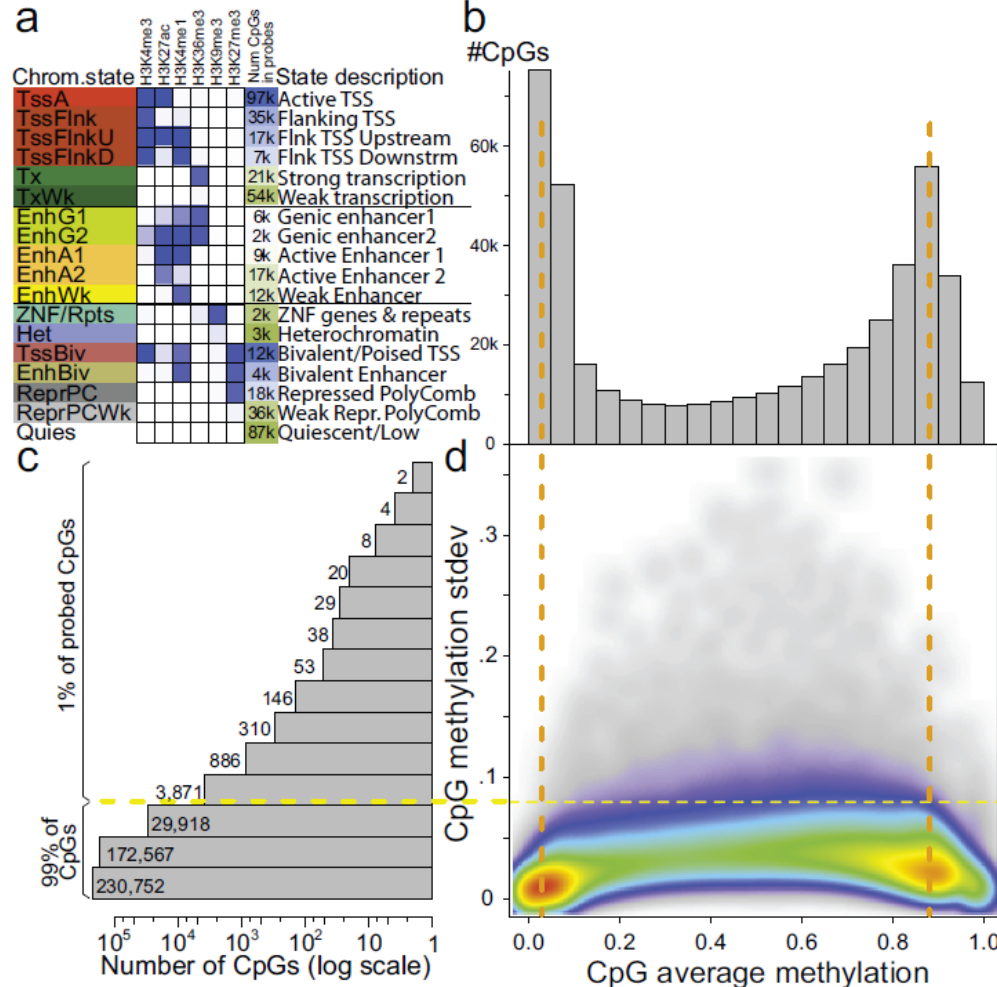 a
Chrom.state H3K4me3 H3K27ac H3K4me1 H3K36me3 H3K9me3 H3K27me3 Num CpGs in probes State description
TssA 97k Active TSS
TssFlnk 35k Flanking TSS
TssFlnkU 17k Flnk TSS Upstream
TssFlnkD 7k Flnk TSS Downstrm
Tx 21k Strong transcription
TxWk 54k Weak transcription
EnhG1 6k Genic enhancer1
EnhG2 2k Genic enhancer2
EnhA1 9k Active Enhancer 1
EnhA2 17k Active Enhancer 2
EnhWk 12k Weak Enhancer
ZNF/Rpts 2k ZNF genes & repeats
Het 3k Heterochromatin
TssBiv 12k Bivalent/Poised TSS
EnhBiv 4k Bivalent Enhancer
ReprPC 18k Repressed PolyComb
ReprPCWk 36k Weak Repr. PolyComb
Quies 87k Quiescent/Low
b
#CpGs
60k
40k
20k
0
c
1% of probed CpGs
99% of
CpGs
2
4
8
20
29
38
53
146
310
886
3,871
29,918
172,567
230,752
10⁵ 10⁴ 10³ 10² 10 1
Number of CpGs (log scale)
d
CpG methylation stdev
.3
.2
.1
0
0.0 0.2 0.4 0.6 0.8 1.0
CpG average methylation